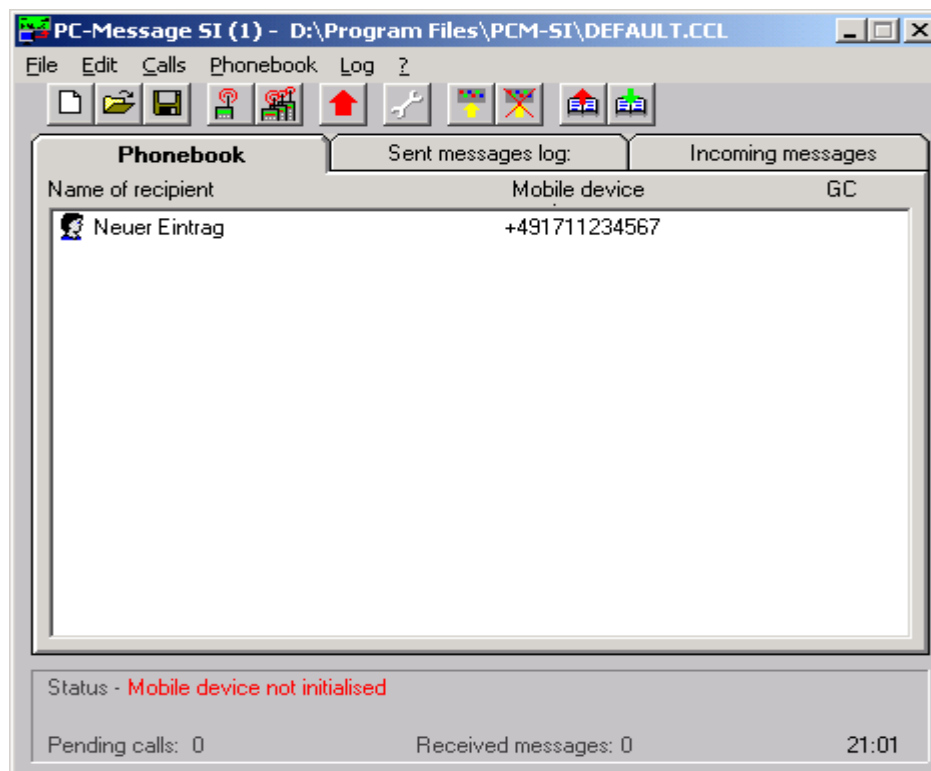 PC-Message SI (1) - D:\Program Files\PCM-SI\DEFAULT.CCL
File Edit Calls Phonebook Log ?
Phonebook Sent messages log: Incoming messages
Name of recipient Mobile device GC
Neuer Eintrag +491711234567
Status - Mobile device not initialised
Pending calls: 0 Received messages: 0 21:01